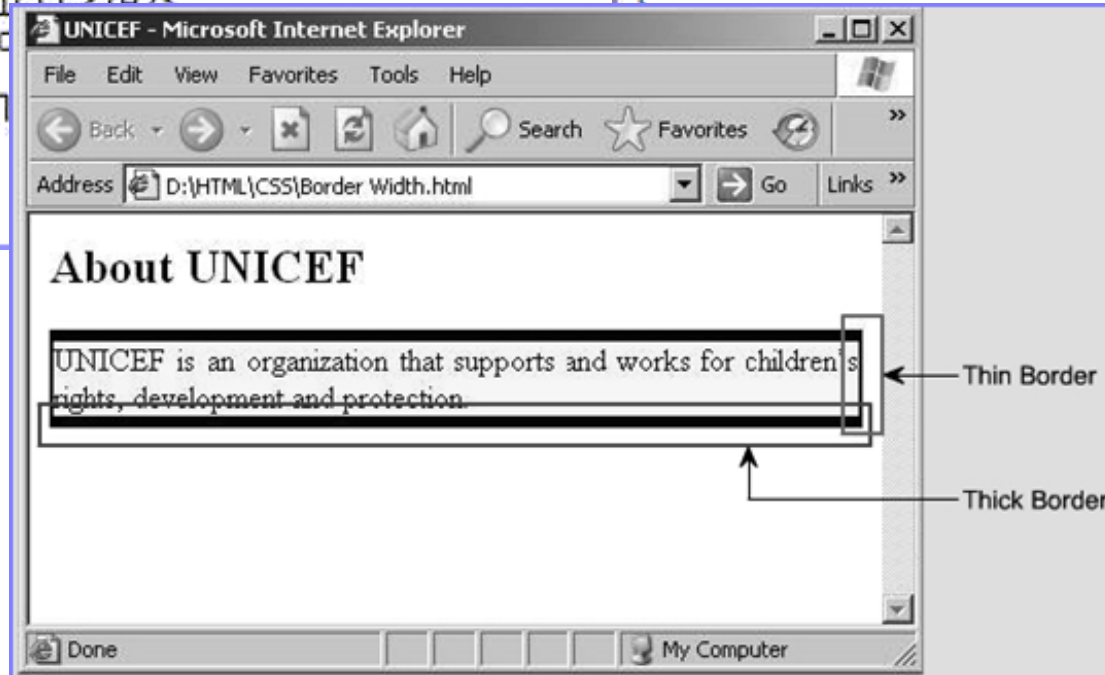 UNICEF - Microsoft Internet Explorer
File Edit View Favorites Tools Help
Back Search Favorites »
Address D:\HTML\CSS\Border Width.html Go Links »
About UNICEF
UNICEF is an organization that supports and works for children's
rights, development and protection.
Thin Border
Thick Border
Done My Computer